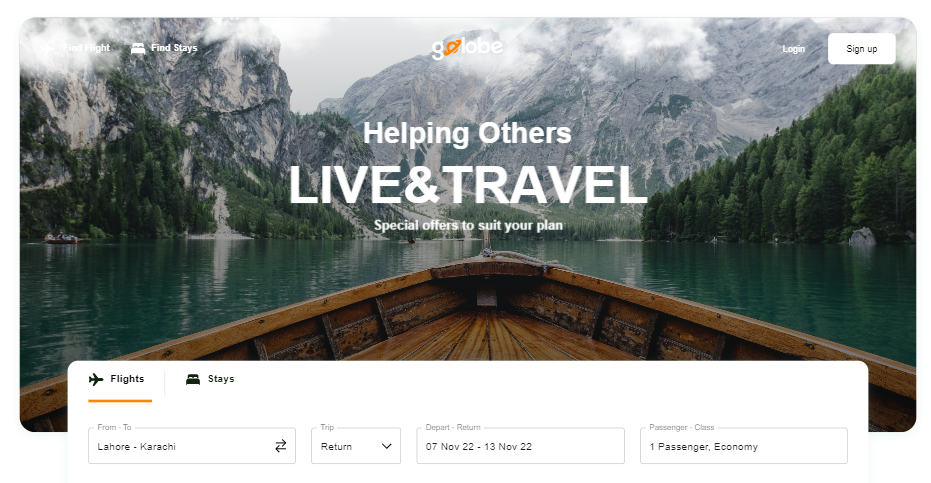 Find Flight
Find Stays
golobe
Login
Sign up
Helping Others
LIVE&TRAVEL
Special offers to suit your plan
Flights
Stays
From - To
Lahore - Karachi
Trip
Return
Depart - Return
07 Nov 22 - 13 Nov 22
Passenger - Class
1 Passenger, Economy